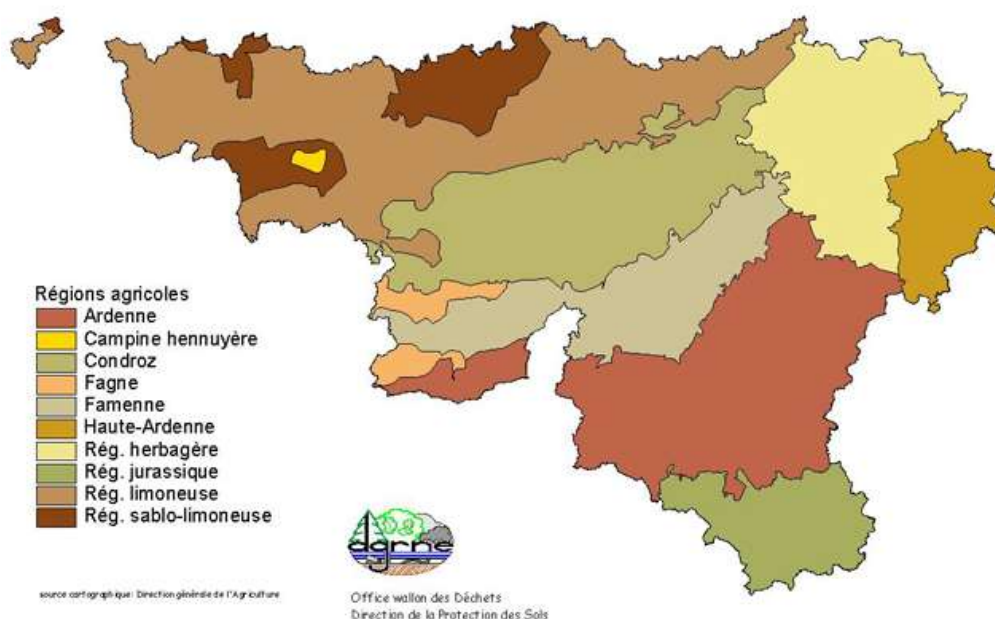 Régions agricoles
Ardenne
Campine hennuyère
Condroz
Fagne
Famenne
Haute-Ardenne
Rég. herbagère
Rég. jurassique
Rég. limoneuse
Rég. sablo-limoneuse
source cartographique: Direction générale de l'Agriculture
dgrne
Office wallon des Déchets
Direction de la Protection des Sols